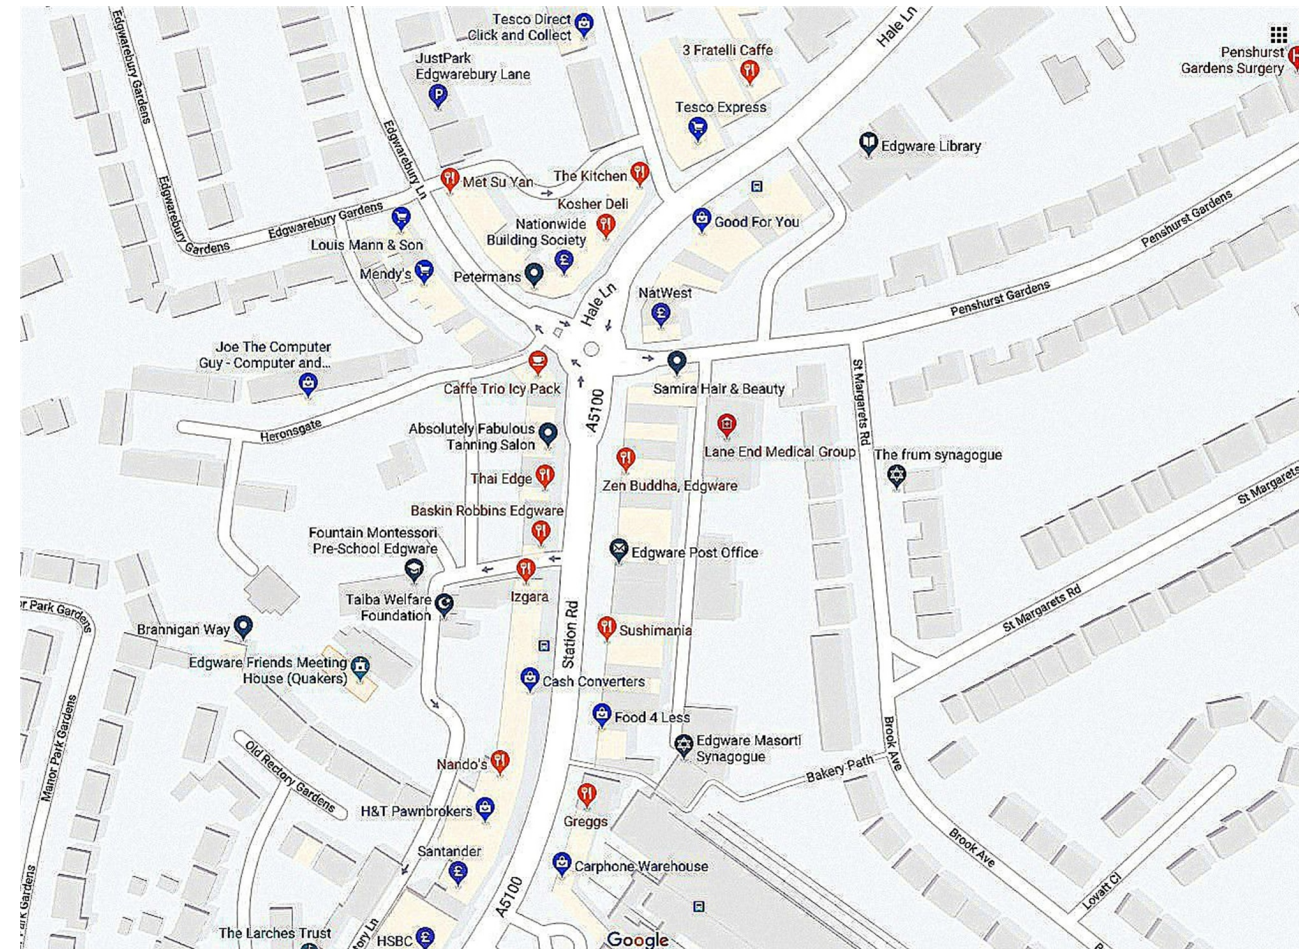 Tesco Direct
Click and Collect
Hale Ln
3 Fratelli Caffe
Penshurst
Gardens Surgery
JustPark
Edgwarebury Lane
Edgwarebury Gardens
Tesco Express
Edgwarebury Ln
Edgware Library
Met Su Yan
The Kitchen
Kosher Deli
Edgwarebury Gardens
Edgwarebury Gardens
Nationwide
Building Society
Good For You
Penshurst Gardens
Louis Mann & Son
Mendy's
Petermans
Hale Ln
NatWest
Penshurst Gardens
Joe The Computer
Guy - Computer and...
Caffe Trio Icy Pack
Samira Hair & Beauty
A5100
St Margarets Rd
Heronsgate
Absolutely Fabulous
Tanning Salon
Lane End Medical Group
The frum synagogue
Thai Edge
Zen Buddha, Edgware
St Margarets
Baskin Robbins Edgware
Fountain Montessori
Pre-School Edgware
Edgware Post Office
Izgara
Taiba Welfare
Foundation
St Margarets Rd
or Park Gardens
Brannigan Way
Station Rd
Sushimania
Edgware Friends Meeting
House (Quakers)
Cash Converters
Food 4 Less
Manor Park Gardens
Edgware Masorti
Synagogue
Brook Ave
Nando's
Bakery Path
Old Rectory Gardens
H&T Pawnbrokers
Greggs
Brook Ave
Santander
Carphone Warehouse
A5100
Lovatt Cl
Park Gardens
The Larches Trust
tory Ln
HSBC
Google